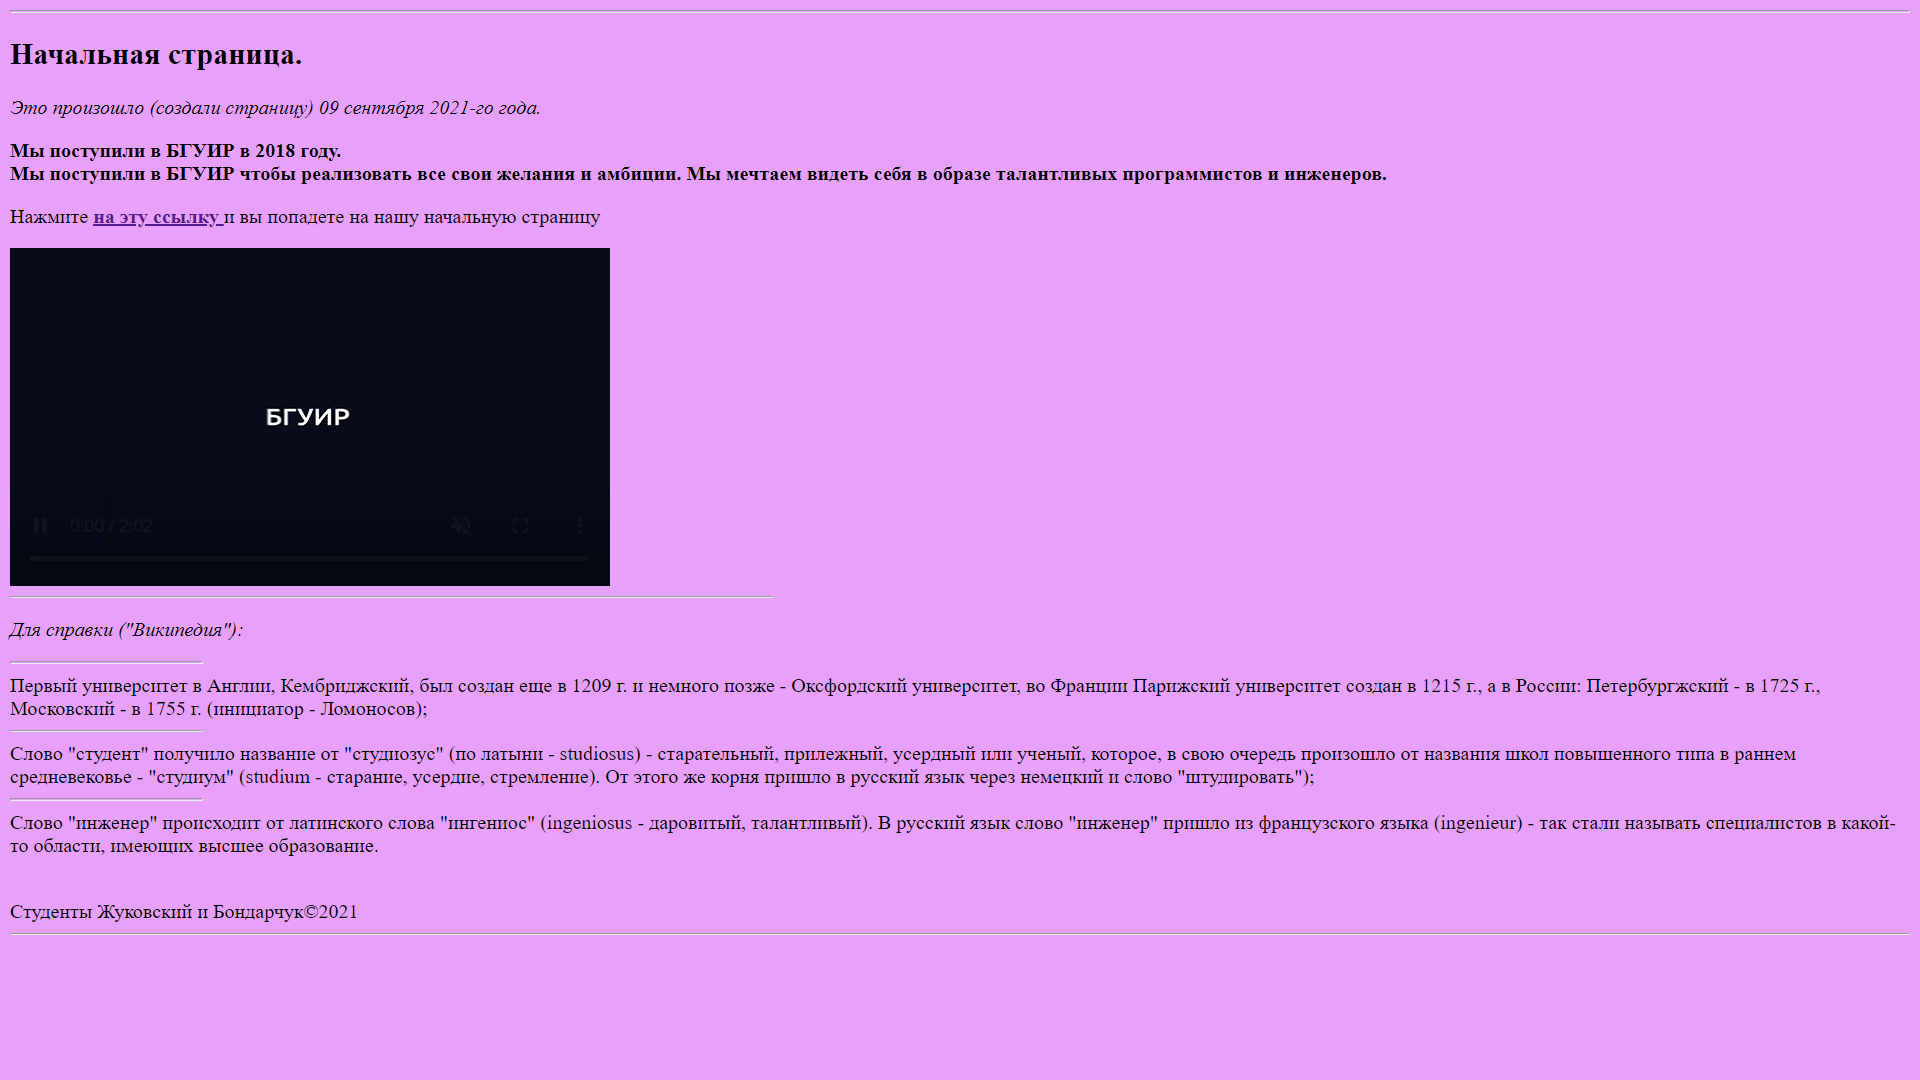 Начальная страница.
Это произошло (создали страницу) 09 сентября 2021-го года.
Мы поступили в БГУИР в 2018 году.
Мы поступили в БГУИР чтобы реализовать все свои желания и амбиции. Мы мечтаем видеть себя в образе талантливых программистов и инженеров.
Нажмите на эту ссылку и вы попадете на нашу начальную страницу
БГУИР
0:00 / 2:02
Для справки ("Википедия"):
Первый университет в Англии, Кембриджский, был создан еще в 1209 г. и немного позже - Оксфордский университет, во Франции Парижский университет создан в 1215 г., а в России: Петербургжский - в 1725 г.,
Московский - в 1755 г. (инициатор - Ломоносов);
Слово "студент" получило название от "студиозус" (по латыни - studiosus) - старательный, прилежный, усердный или ученый, которое, в свою очередь произошло от названия школ повышенного типа в раннем
средневековье - "студиум" (studium - старание, усердие, стремление). От этого же корня пришло в русский язык через немецкий и слово "штудировать");
Слово "инженер" происходит от латинского слова "ингениос" (ingeniosus - даровитый, талантливый). В русский язык слово "инженер" пришло из французского языка (ingenieur) - так стали называть специалистов в какой-
то области, имеющих высшее образование.
Студенты Жуковский и Бондарчук©2021